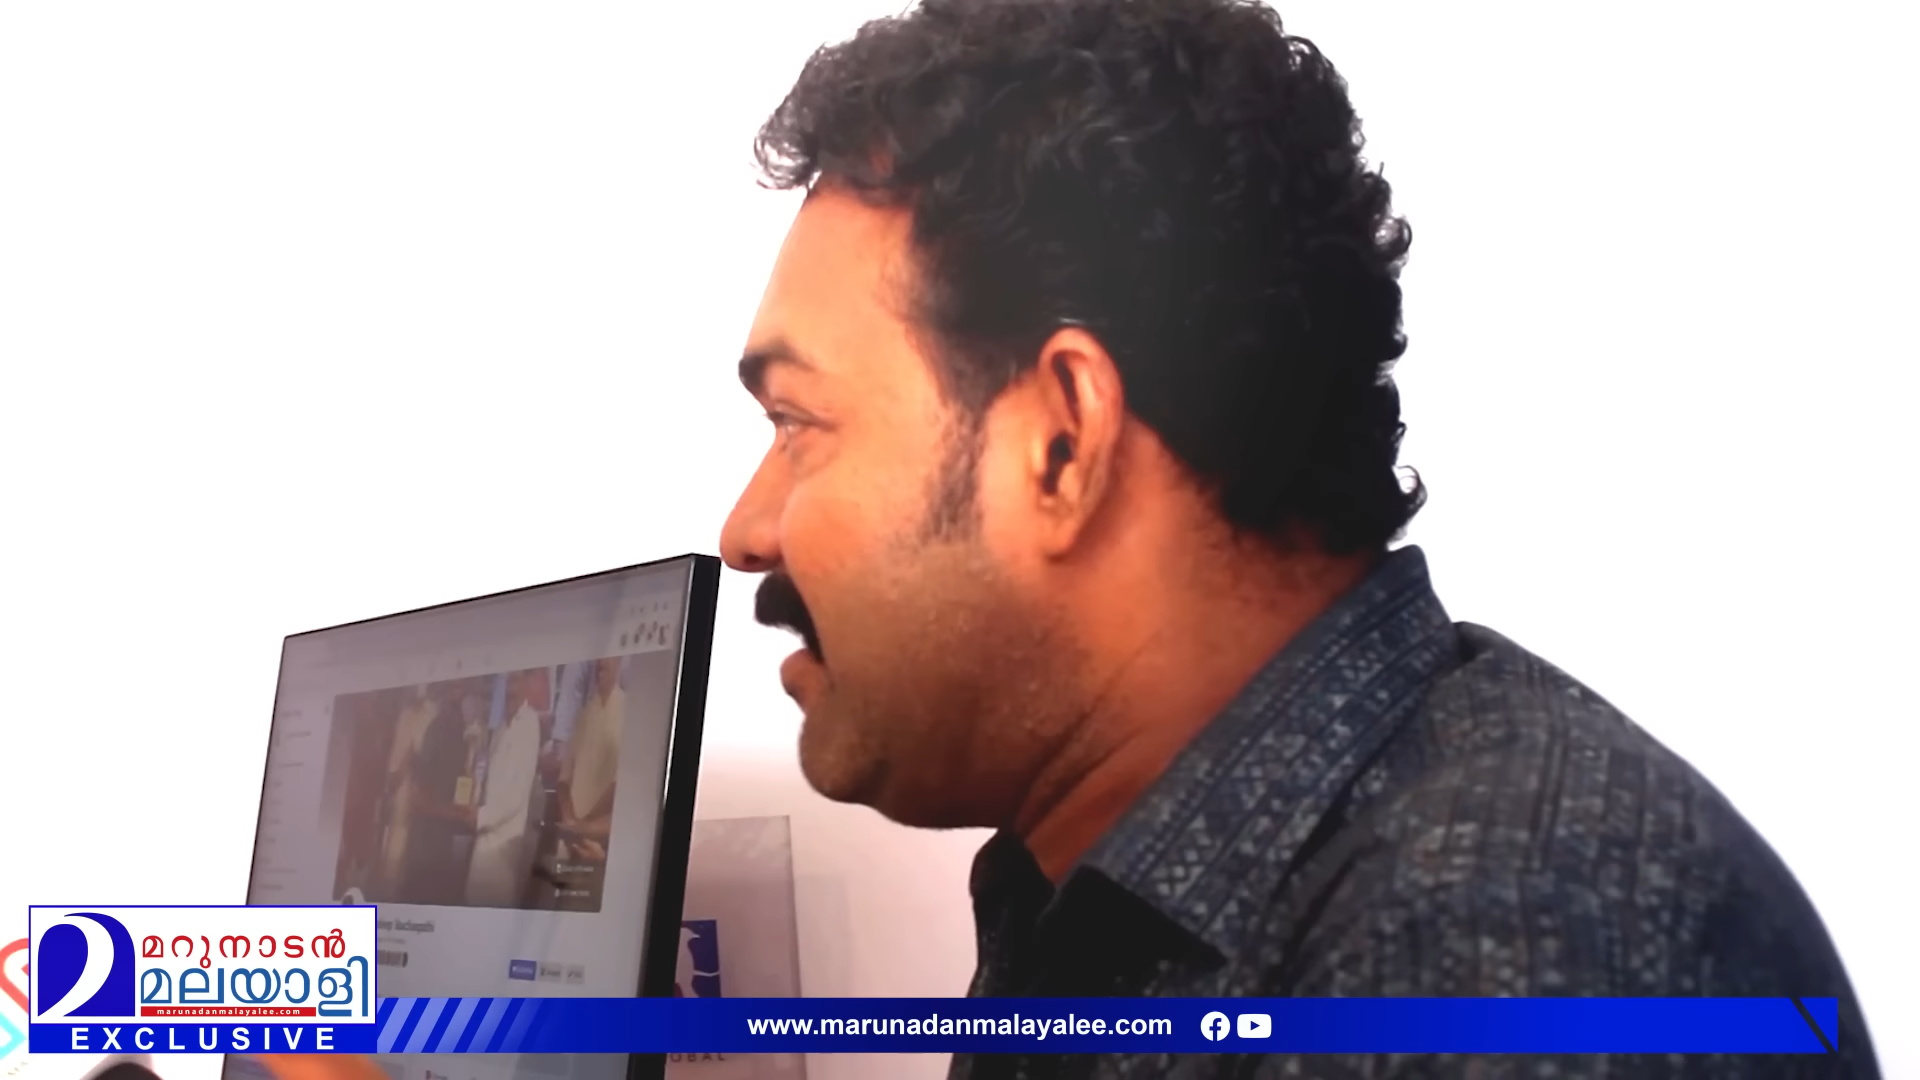 മറുനാടൻ
മലയാളി
marunadanmalayalee.com
EXCLUSIVE
www.marunadanmalayalee.com